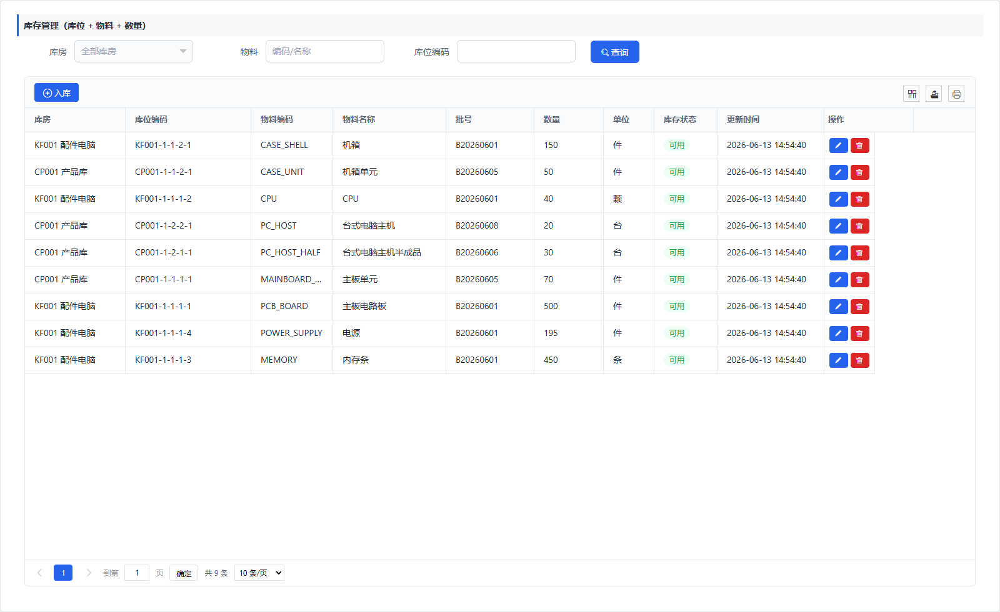 库存管理（库位 + 物料 + 数量）
库房 全部库房 物料 编码/名称 库位编码 查询
入库
库房 库位编码 物料编码 物料名称 批号 数量 单位 库存状态 更新时间 操作
KF001 配件电脑 KF001-1-1-2-1 CASE_SHELL 机箱 B20260601 150 件 可用 2026-06-13 14:54:40
CP001 产品库 CP001-1-1-2-1 CASE_UNIT 机箱单元 B20260605 50 件 可用 2026-06-13 14:54:40
KF001 配件电脑 KF001-1-1-1-2 CPU CPU B20260601 40 颗 可用 2026-06-13 14:54:40
CP001 产品库 CP001-1-2-2-1 PC_HOST 台式电脑主机 B20260608 20 台 可用 2026-06-13 14:54:40
CP001 产品库 CP001-1-2-1-1 PC_HOST_HALF 台式电脑主机半成品 B20260606 30 台 可用 2026-06-13 14:54:40
CP001 产品库 CP001-1-1-1-1 MAINBOARD_... 主板单元 B20260605 70 件 可用 2026-06-13 14:54:40
KF001 配件电脑 KF001-1-1-1-1 PCB_BOARD 主板电路板 B20260601 500 件 可用 2026-06-13 14:54:40
KF001 配件电脑 KF001-1-1-1-4 POWER_SUPPLY 电源 B20260601 195 件 可用 2026-06-13 14:54:40
KF001 配件电脑 KF001-1-1-1-3 MEMORY 内存条 B20260601 450 条 可用 2026-06-13 14:54:40
1 到第 1 页 确定 共 9 条 10 条/页